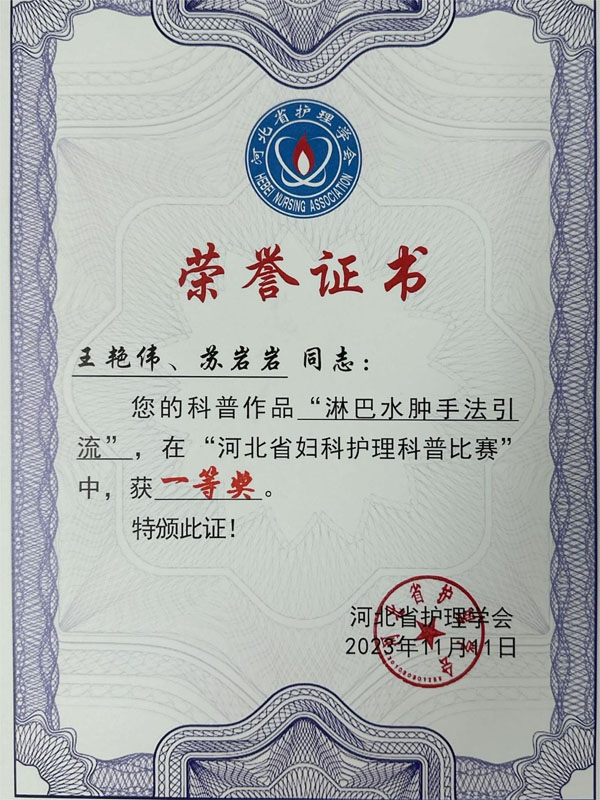 河北省护理学会
HEBEI NURSING ASSOCIATION
荣誉证书
王艳伟、苏岩岩 同志：
您的科普作品“淋巴水肿手法引
流”，在“河北省妇科护理科普比赛”
中，获一等奖。
特颁此证！
河北省护理学会
2023年11月11日